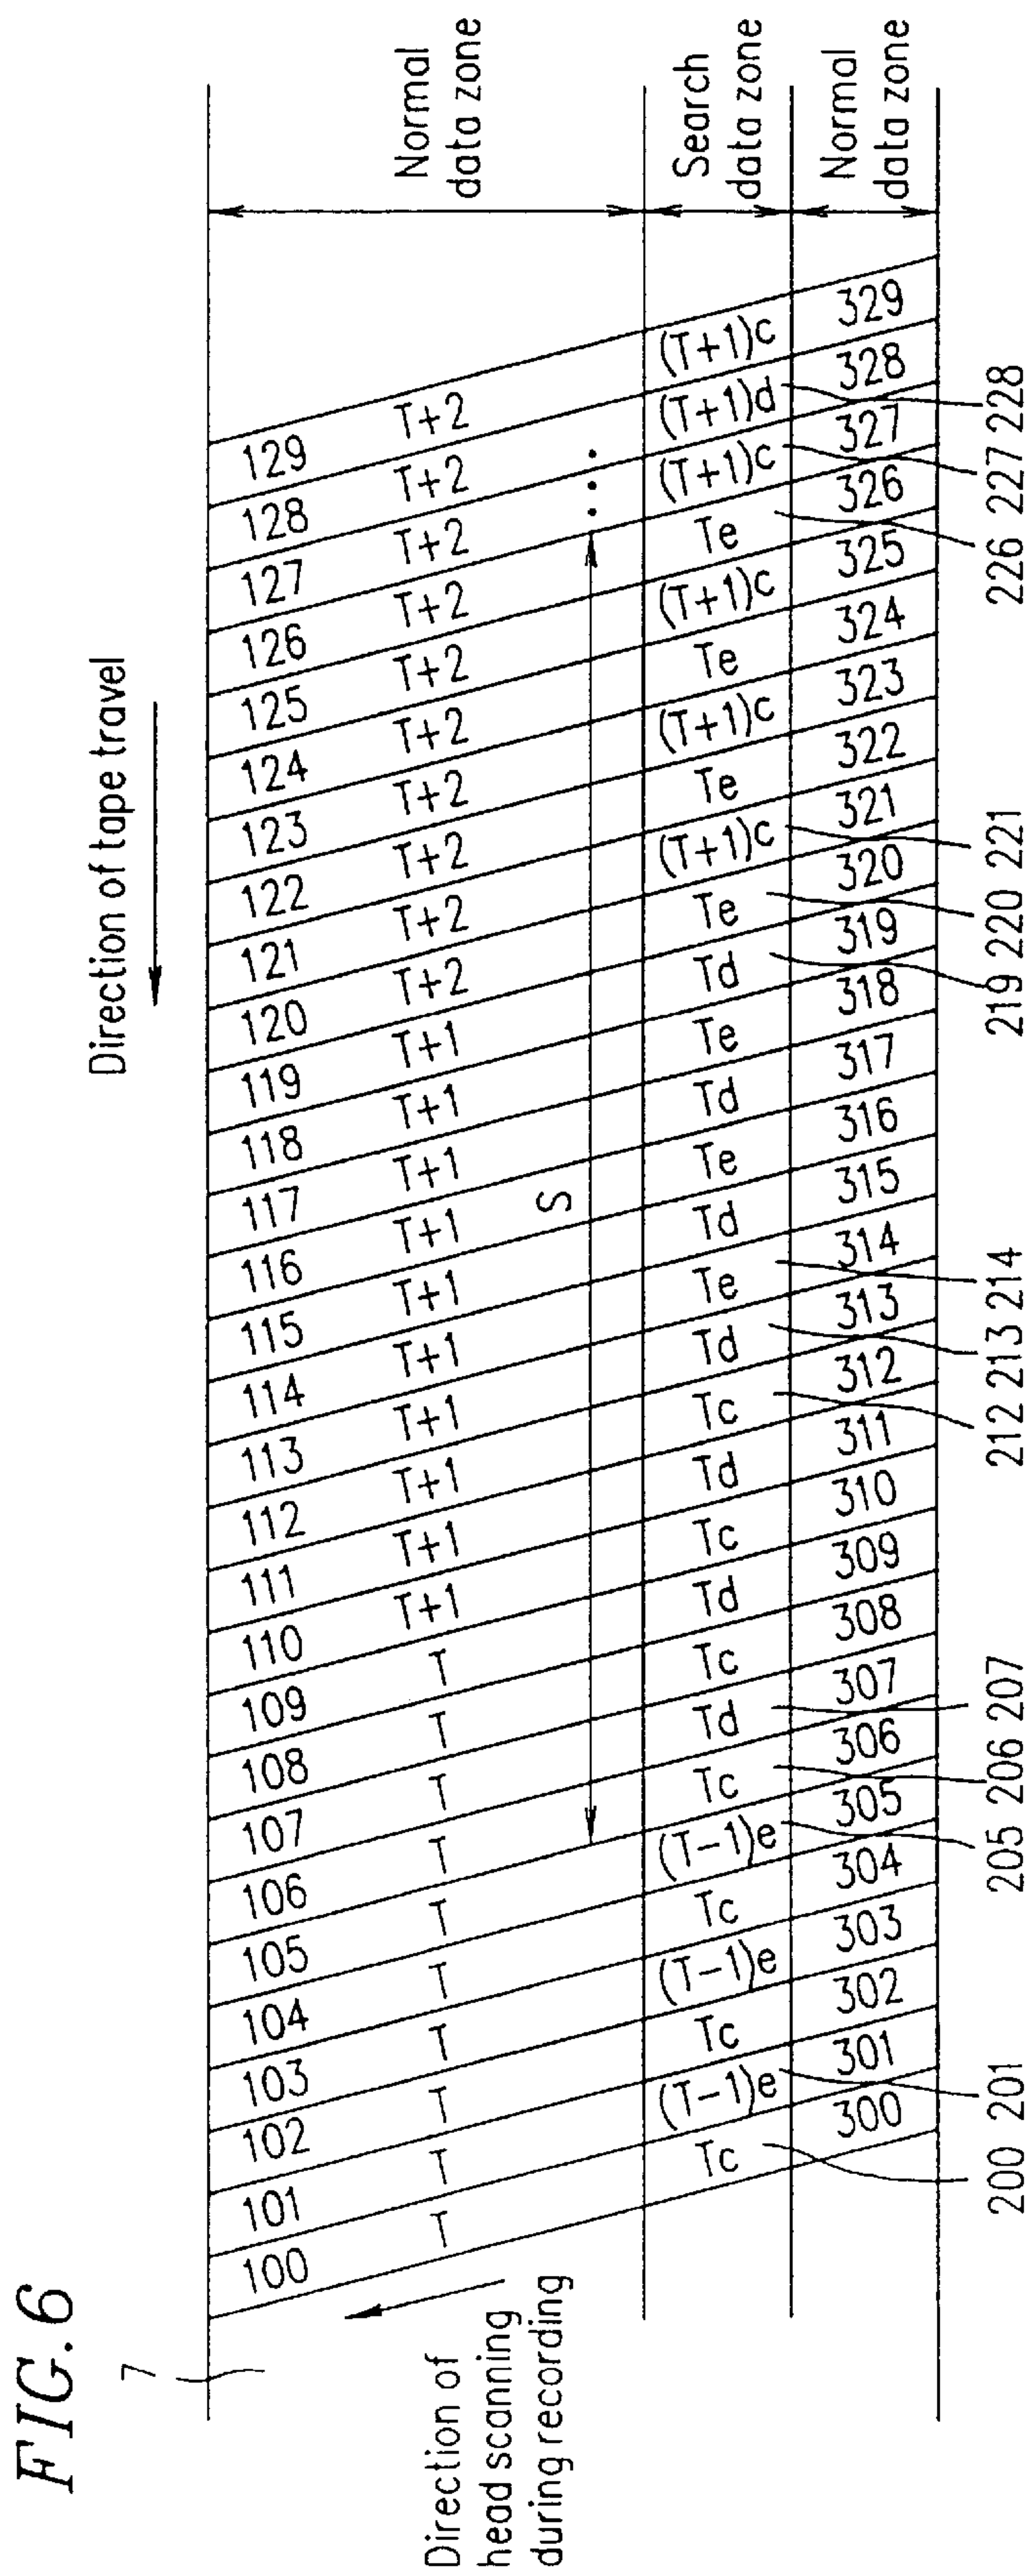 FIG.6
Direction of tape travel
7
100 101 102 103 104 105 106 107 108 109 110 111 112 113 114 115 116 117 118 119 120 121 122 123 124 125 126 127 128 129
Normal
data zone
T T T T T T T T T T T+1 T+1 T+1 T+1 T+1 T+1 T+1 T+1 T+1 T+1 T+2 T+2 T+2 T+2 T+2 T+2 T+2 T+2 T+2 T+2
Direction of
head scanning
during recording
S ...
Search
data zone
Tc (T−1)e Tc (T−1)e Tc (T−1)e Tc Td Tc Td Tc Td Tc Td Te Td Te Td Te Td Te (T+1)c Te (T+1)c Te (T+1)c Te (T+1)c (T+1)d (T+1)c
Normal
data zone
300 301 302 303 304 305 306 307 308 309 310 311 312 313 314 315 316 317 318 319 320 321 322 323 324 325 326 327 328 329
200 201 205 206 207 212 213 214 219 220 221 226 227 228